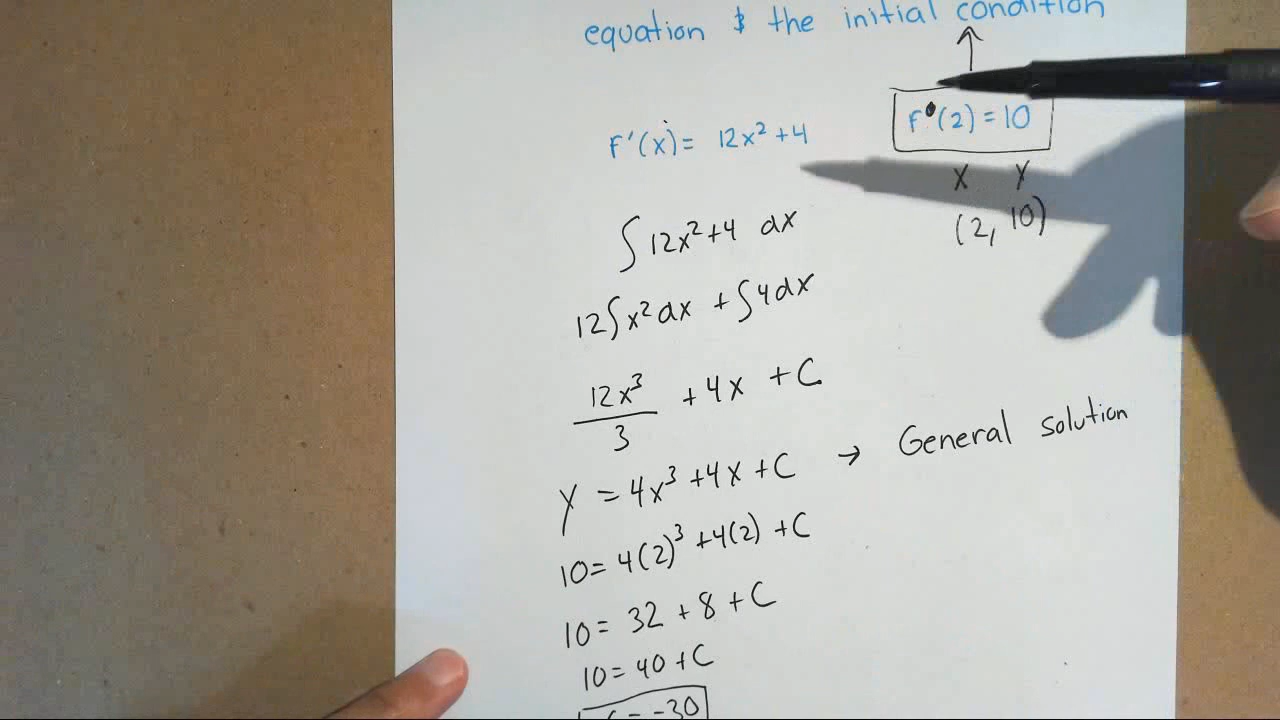 equation & the initial condition
f'(x) = 12x² + 4
f (2) = 10
x y
(2, 10)
∫ 12x² + 4 dx
12∫x² dx + ∫4dx
12x³/3 + 4x + C
y = 4x³ + 4x + C → General solution
10 = 4(2)³ + 4(2) + C
10 = 32 + 8 + C
10 = 40 + C
C = -30